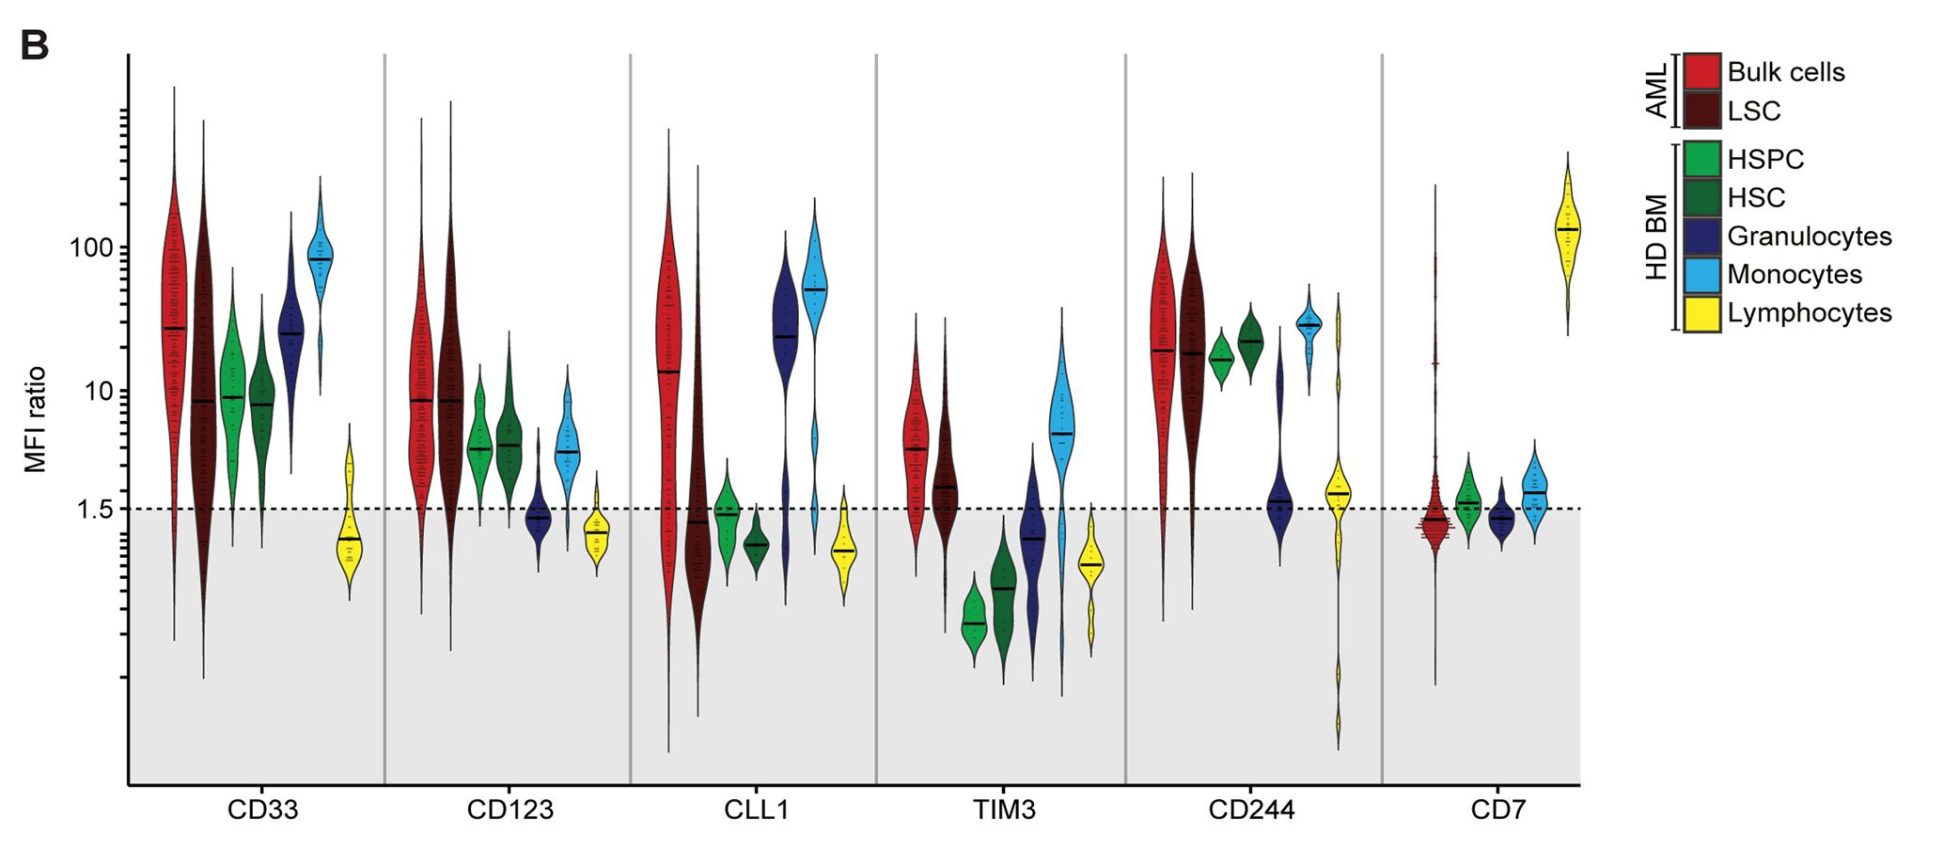 B
MFI ratio
100
10
1.5
CD33 CD123 CLL1 TIM3 CD244 CD7
AML
Bulk cells
LSC
HD BM
HSPC
HSC
Granulocytes
Monocytes
Lymphocytes